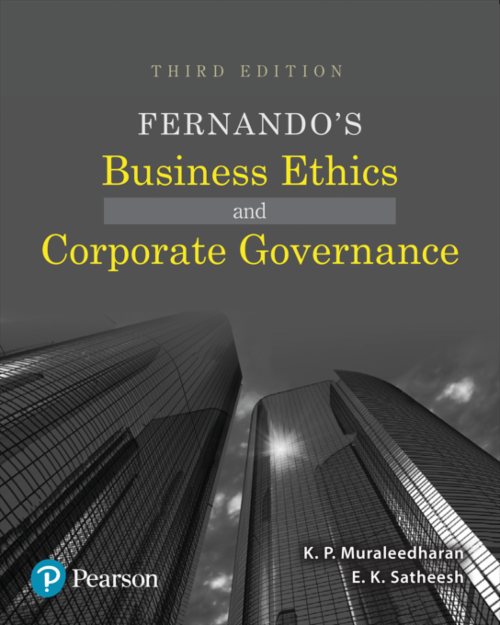 THIRD EDITION
FERNANDO'S
Business Ethics
and
Corporate Governance
K. P. Muraleedharan
E. K. Satheesh
P Pearson